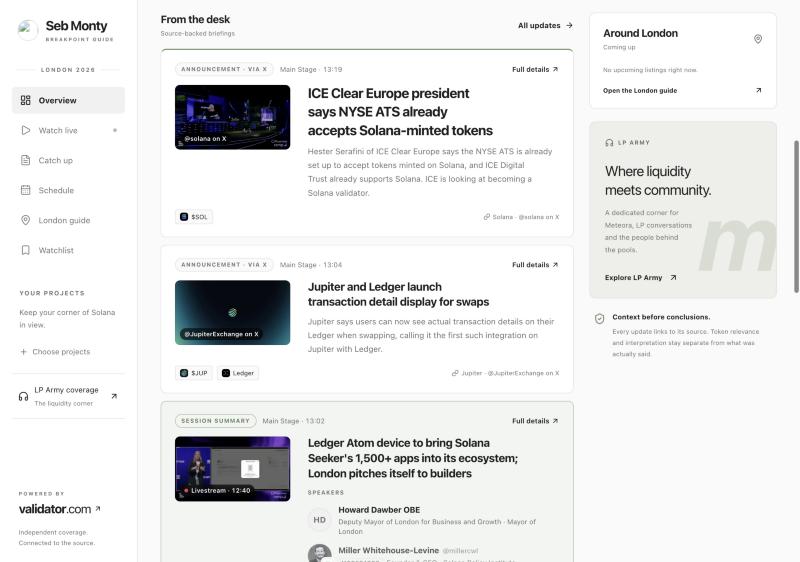 Seb Monty
BREAKPOINT GUIDE
LONDON 2026
Overview
Watch live
Catch up
Schedule
London guide
Watchlist
YOUR PROJECTS
Keep your corner of Solana
in view.
Choose projects
LP Army coverage
The liquidity corner
POWERED BY
validator.com
Independent coverage.
Connected to the source.
From the desk
Source-backed briefings
All updates
ANNOUNCEMENT · VIA X
Main Stage · 13:19
Full details
@solana on X
ICE Clear Europe president
says NYSE ATS already
accepts Solana-minted tokens
Hester Serafini of ICE Clear Europe says the NYSE ATS is already
set up to accept tokens minted on Solana, and ICE Digital
Trust already supports Solana. ICE is looking at becoming a
Solana validator.
$SOL
Solana · @solana on X
ANNOUNCEMENT · VIA X
Main Stage · 13:04
Full details
@JupiterExchange on X
Jupiter and Ledger launch
transaction detail display for swaps
Jupiter says users can now see actual transaction details on their
Ledger when swapping, calling it the first such integration on
Jupiter with Ledger.
$JUP
Ledger
Jupiter · @JupiterExchange on X
SESSION SUMMARY
Main Stage · 13:02
Full details
Livestream · 12:40
Ledger Atom device to bring Solana
Seeker's 1,500+ apps into its ecosystem;
London pitches itself to builders
SPEAKERS
HD
Howard Dawber OBE
Deputy Mayor of London for Business and Growth · Mayor of
London
Miller Whitehouse-Levine @millercwl
Around London
Coming up
No upcoming listings right now.
Open the London guide
LP ARMY
Where liquidity
meets community.
A dedicated corner for
Meteora, LP conversations
and the people behind
the pools.
m
Explore LP Army
Context before conclusions.
Every update links to its source. Token relevance
and interpretation stay separate from what was
actually said.